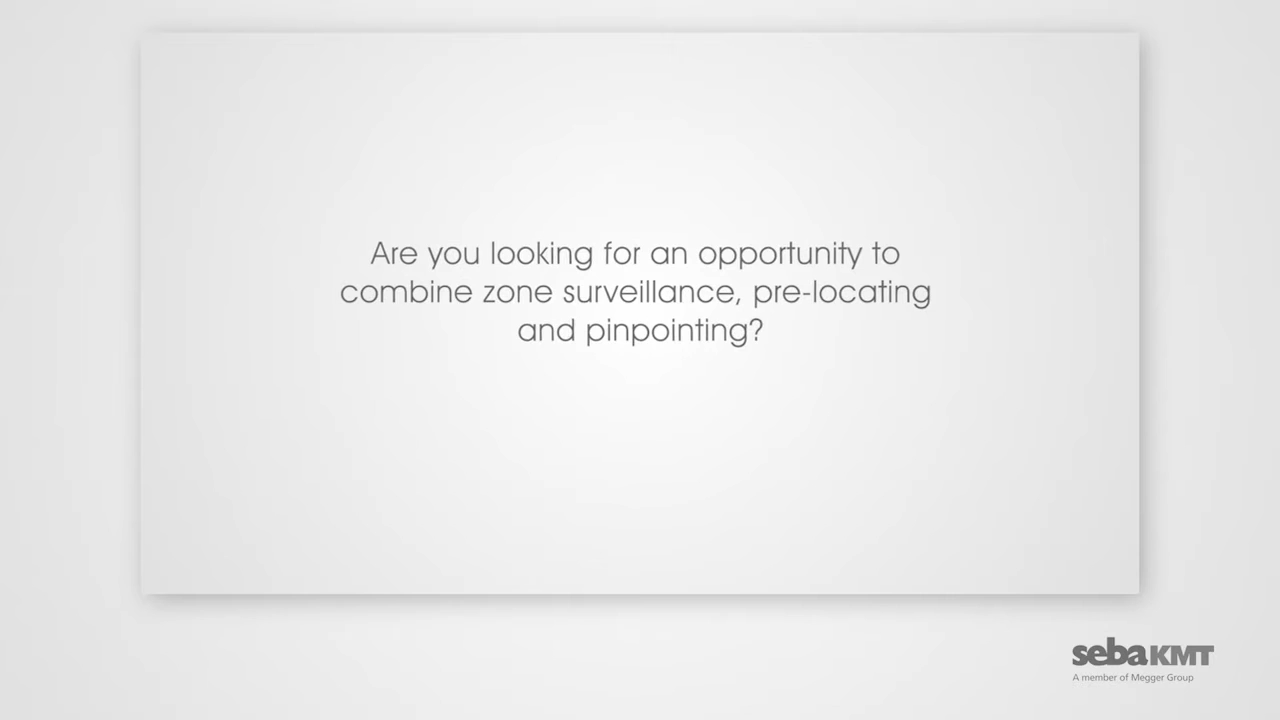 Are you looking for an opportunity to
combine zone surveillance, pre-locating
and pinpointing?
sebaKMT
A member of Megger Group